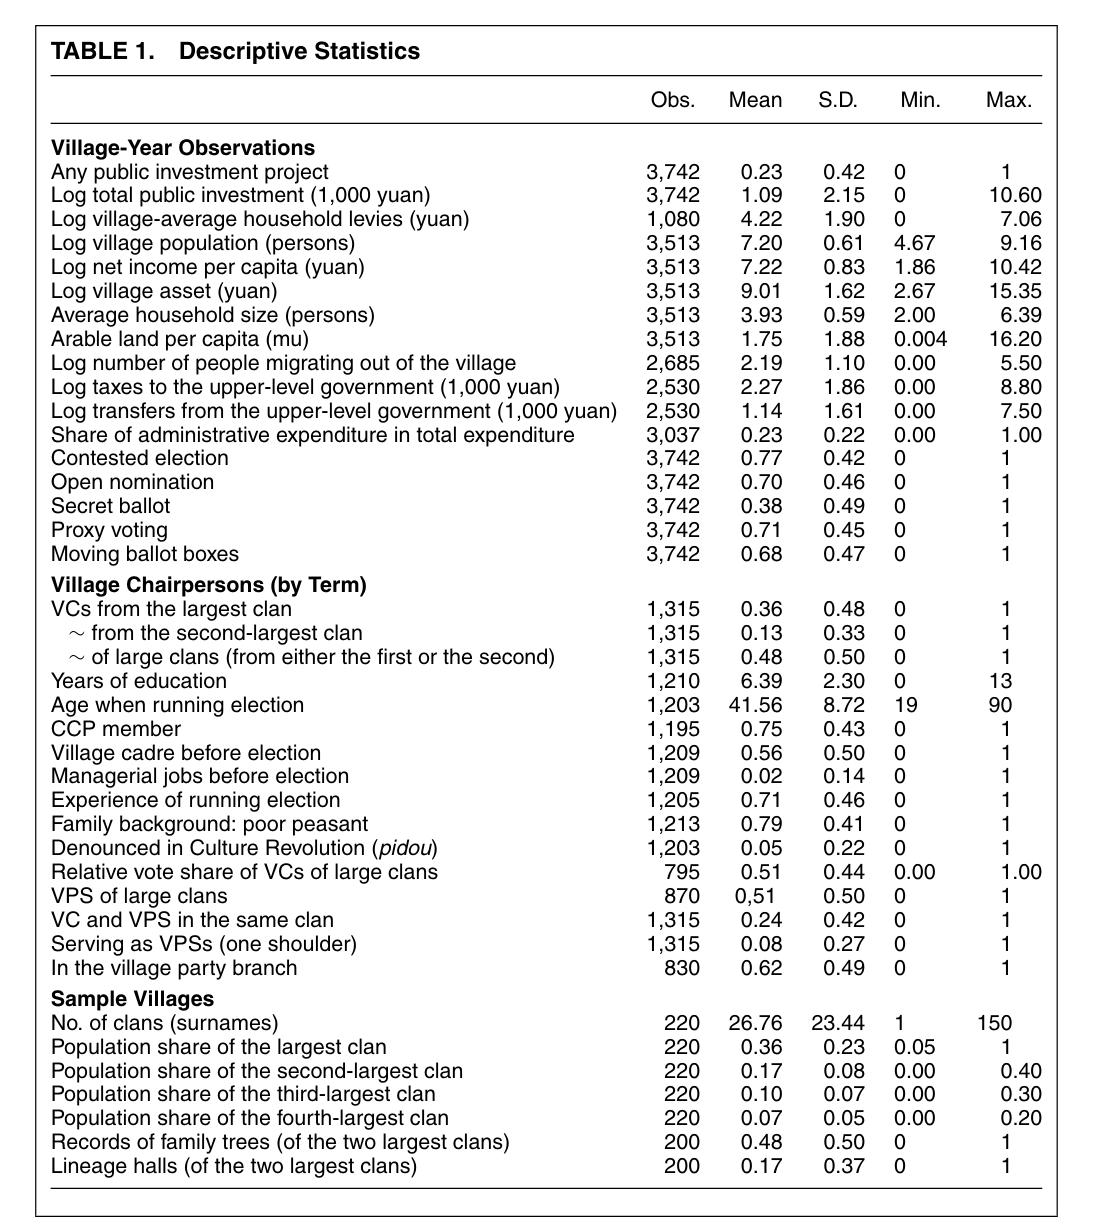 TABLE 1. Descriptive Statistics
Obs. Mean S.D. Min. Max.
Village-Year Observations
Any public investment project 3,742 0.23 0.42 0 1
Log total public investment (1,000 yuan) 3,742 1.09 2.15 0 10.60
Log village-average household levies (yuan) 1,080 4.22 1.90 0 7.06
Log village population (persons) 3,513 7.20 0.61 4.67 9.16
Log net income per capita (yuan) 3,513 7.22 0.83 1.86 10.42
Log village asset (yuan) 3,513 9.01 1.62 2.67 15.35
Average household size (persons) 3,513 3.93 0.59 2.00 6.39
Arable land per capita (mu) 3,513 1.75 1.88 0.004 16.20
Log number of people migrating out of the village 2,685 2.19 1.10 0.00 5.50
Log taxes to the upper-level government (1,000 yuan) 2,530 2.27 1.86 0.00 8.80
Log transfers from the upper-level government (1,000 yuan) 2,530 1.14 1.61 0.00 7.50
Share of administrative expenditure in total expenditure 3,037 0.23 0.22 0.00 1.00
Contested election 3,742 0.77 0.42 0 1
Open nomination 3,742 0.70 0.46 0 1
Secret ballot 3,742 0.38 0.49 0 1
Proxy voting 3,742 0.71 0.45 0 1
Moving ballot boxes 3,742 0.68 0.47 0 1
Village Chairpersons (by Term)
VCs from the largest clan 1,315 0.36 0.48 0 1
∼ from the second-largest clan 1,315 0.13 0.33 0 1
∼ of large clans (from either the first or the second) 1,315 0.48 0.50 0 1
Years of education 1,210 6.39 2.30 0 13
Age when running election 1,203 41.56 8.72 19 90
CCP member 1,195 0.75 0.43 0 1
Village cadre before election 1,209 0.56 0.50 0 1
Managerial jobs before election 1,209 0.02 0.14 0 1
Experience of running election 1,205 0.71 0.46 0 1
Family background: poor peasant 1,213 0.79 0.41 0 1
Denounced in Culture Revolution (pidou) 1,203 0.05 0.22 0 1
Relative vote share of VCs of large clans 795 0.51 0.44 0.00 1.00
VPS of large clans 870 0,51 0.50 0 1
VC and VPS in the same clan 1,315 0.24 0.42 0 1
Serving as VPSs (one shoulder) 1,315 0.08 0.27 0 1
In the village party branch 830 0.62 0.49 0 1
Sample Villages
No. of clans (surnames) 220 26.76 23.44 1 150
Population share of the largest clan 220 0.36 0.23 0.05 1
Population share of the second-largest clan 220 0.17 0.08 0.00 0.40
Population share of the third-largest clan 220 0.10 0.07 0.00 0.30
Population share of the fourth-largest clan 220 0.07 0.05 0.00 0.20
Records of family trees (of the two largest clans) 200 0.48 0.50 0 1
Lineage halls (of the two largest clans) 200 0.17 0.37 0 1